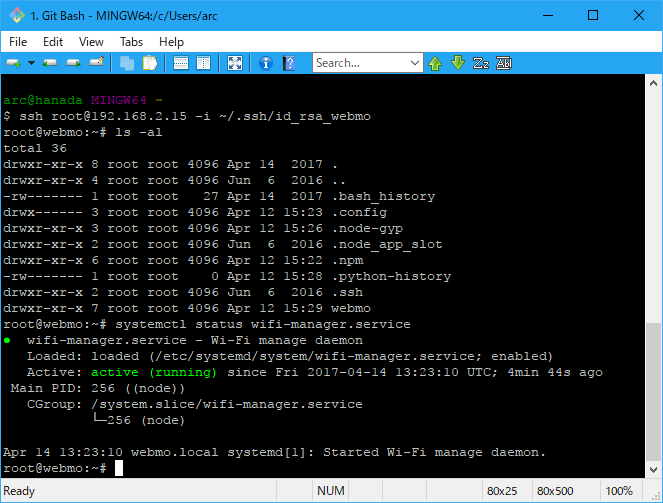 1. Git Bash - MINGW64:/c/Users/arc
File Edit View Tabs Help
Search... Zz Ab
arc@hanada MINGW64 ~
$ ssh root@192.168.2.15 -i ~/.ssh/id_rsa_webmo
root@webmo:~# ls -al
total 36
drwxr-xr-x 8 root root 4096 Apr 14  2017 .
drwxr-xr-x 4 root root 4096 Jun  6  2016 ..
-rw------- 1 root root   27 Apr 14  2017 .bash_history
drwx------ 3 root root 4096 Apr 12 15:23 .config
drwxr-xr-x 3 root root 4096 Apr 12 15:26 .node-gyp
drwxr-xr-x 2 root root 4096 Jun  6  2016 .node_app_slot
drwxr-xr-x 6 root root 4096 Apr 12 15:22 .npm
-rw------- 1 root root    0 Apr 12 15:28 .python-history
drwxr-xr-x 2 root root 4096 Jun  6  2016 .ssh
drwxr-xr-x 7 root root 4096 Apr 12 15:29 webmo
root@webmo:~# systemctl status wifi-manager.service
● wifi-manager.service - Wi-Fi manage daemon
Loaded: loaded (/etc/systemd/system/wifi-manager.service; enabled)
Active: active (running) since Fri 2017-04-14 13:23:10 UTC; 4min 44s ago
Main PID: 256 ((node))
CGroup: /system.slice/wifi-manager.service
└─256 (node)
Apr 14 13:23:10 webmo.local systemd[1]: Started Wi-Fi manage daemon.
root@webmo:~#
Ready NUM 80x25 80x500 100%